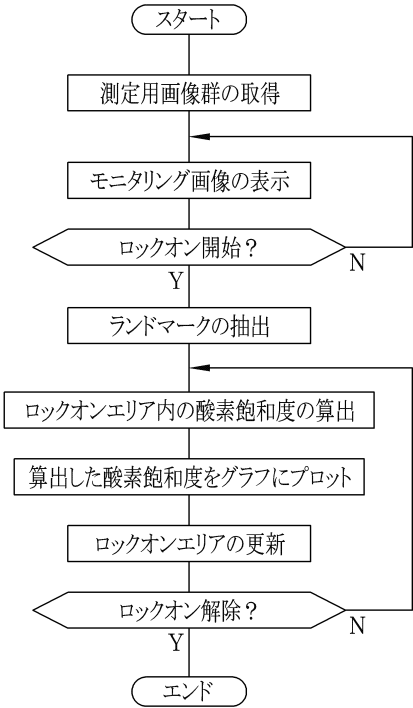 スタート
測定用画像群の取得
モニタリング画像の表示
ロックオン開始？
N
Y
ランドマークの抽出
ロックオンエリア内の酸素飽和度の算出
算出した酸素飽和度をグラフにプロット
ロックオンエリアの更新
ロックオン解除？
N
Y
エンド